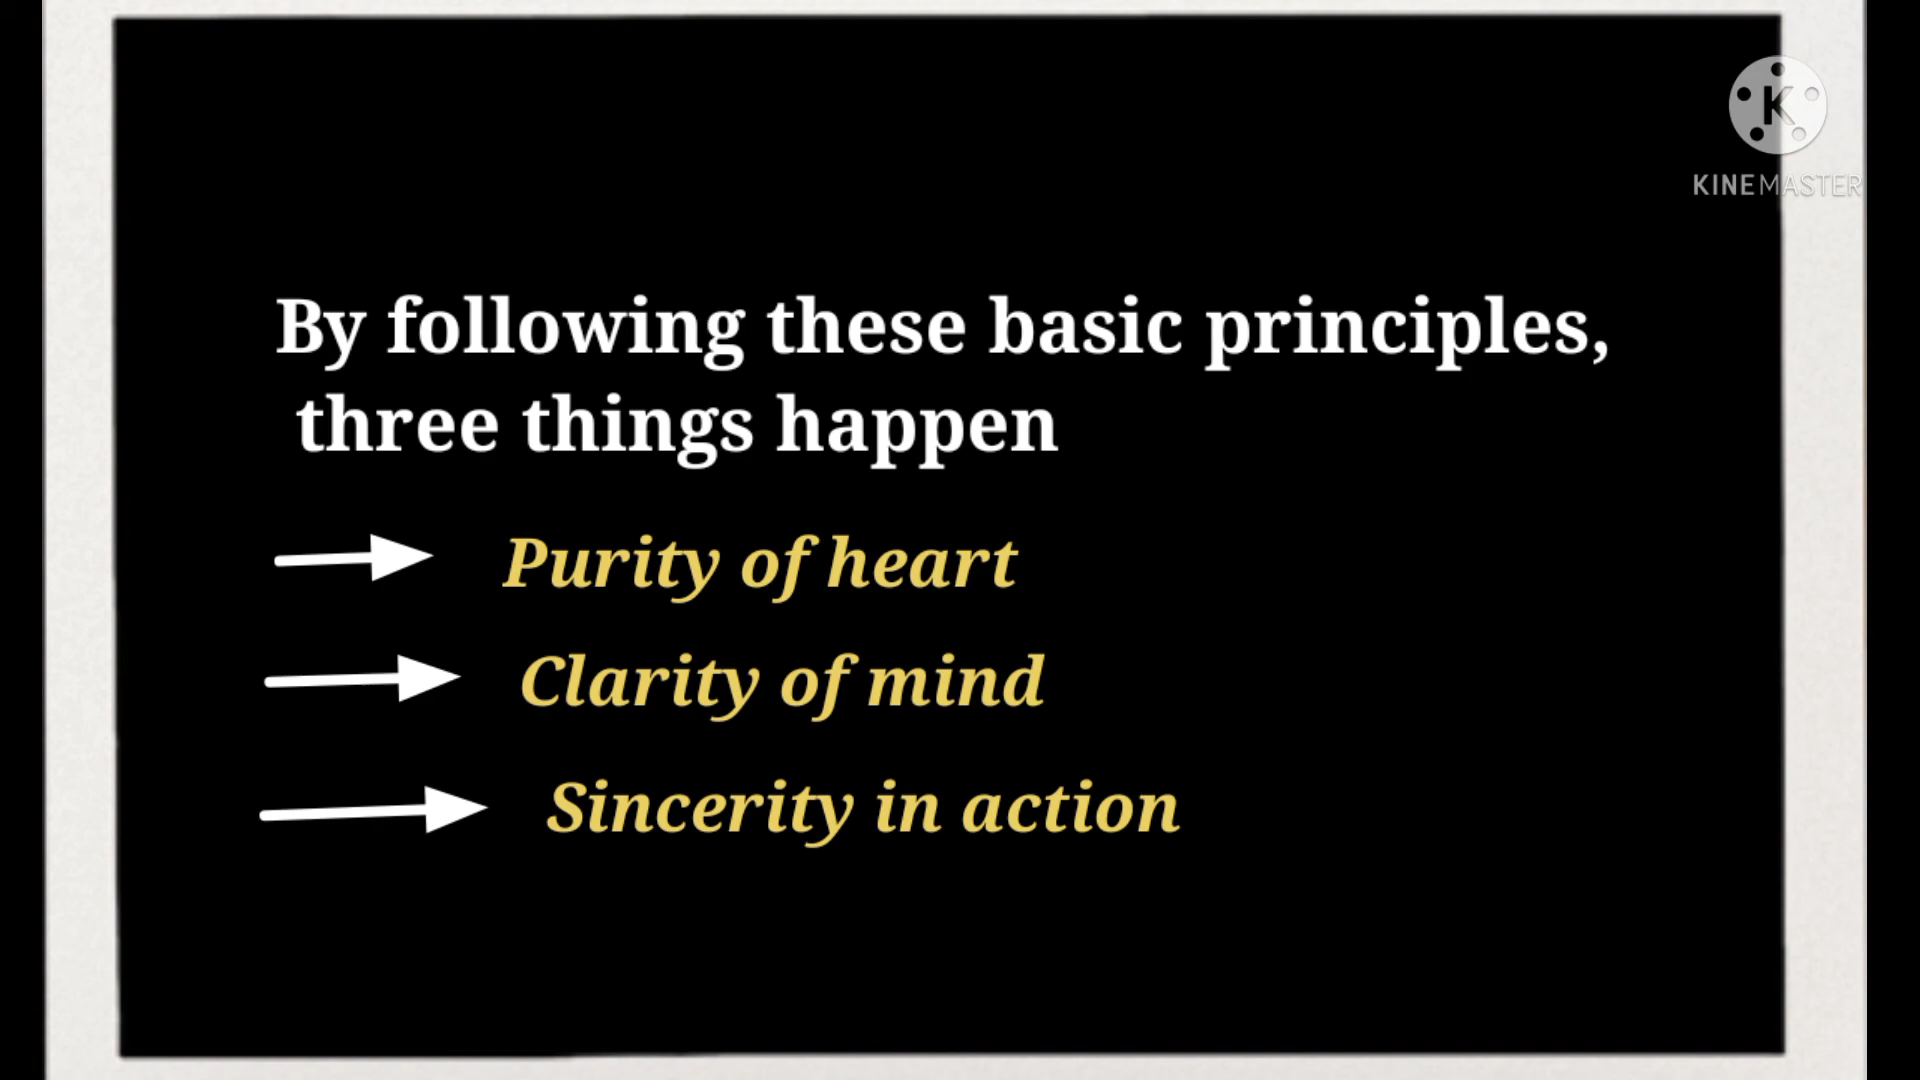 K
KINEMASTER
By following these basic principles,
three things happen
Purity of heart
Clarity of mind
Sincerity in action